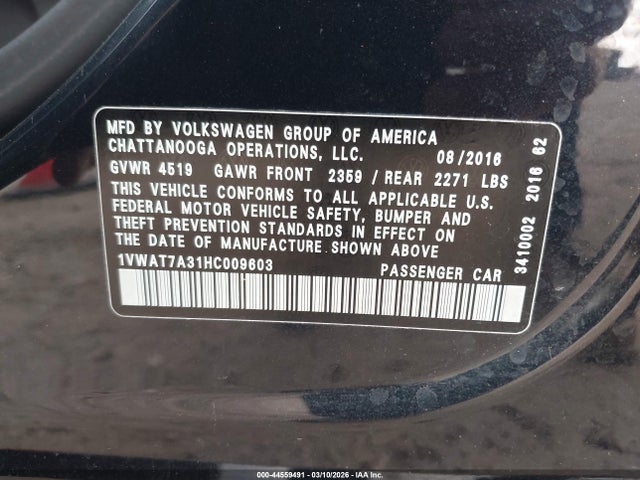 MFD BY VOLKSWAGEN GROUP OF AMERICA
CHATTANOOGA OPERATIONS, LLC. 08/2016
GVWR 4519 GAWR FRONT 2359 / REAR 2271 LBS
THIS VEHICLE CONFORMS TO ALL APPLICABLE U.S.
FEDERAL MOTOR VEHICLE SAFETY, BUMPER AND
THEFT PREVENTION STANDARDS IN EFFECT ON
THE DATE OF MANUFACTURE SHOWN ABOVE
1VWAT7A31HC009603 PASSENGER CAR
3410002 2016 62
000-44559491 - 03/10/2026 - IAA Inc.